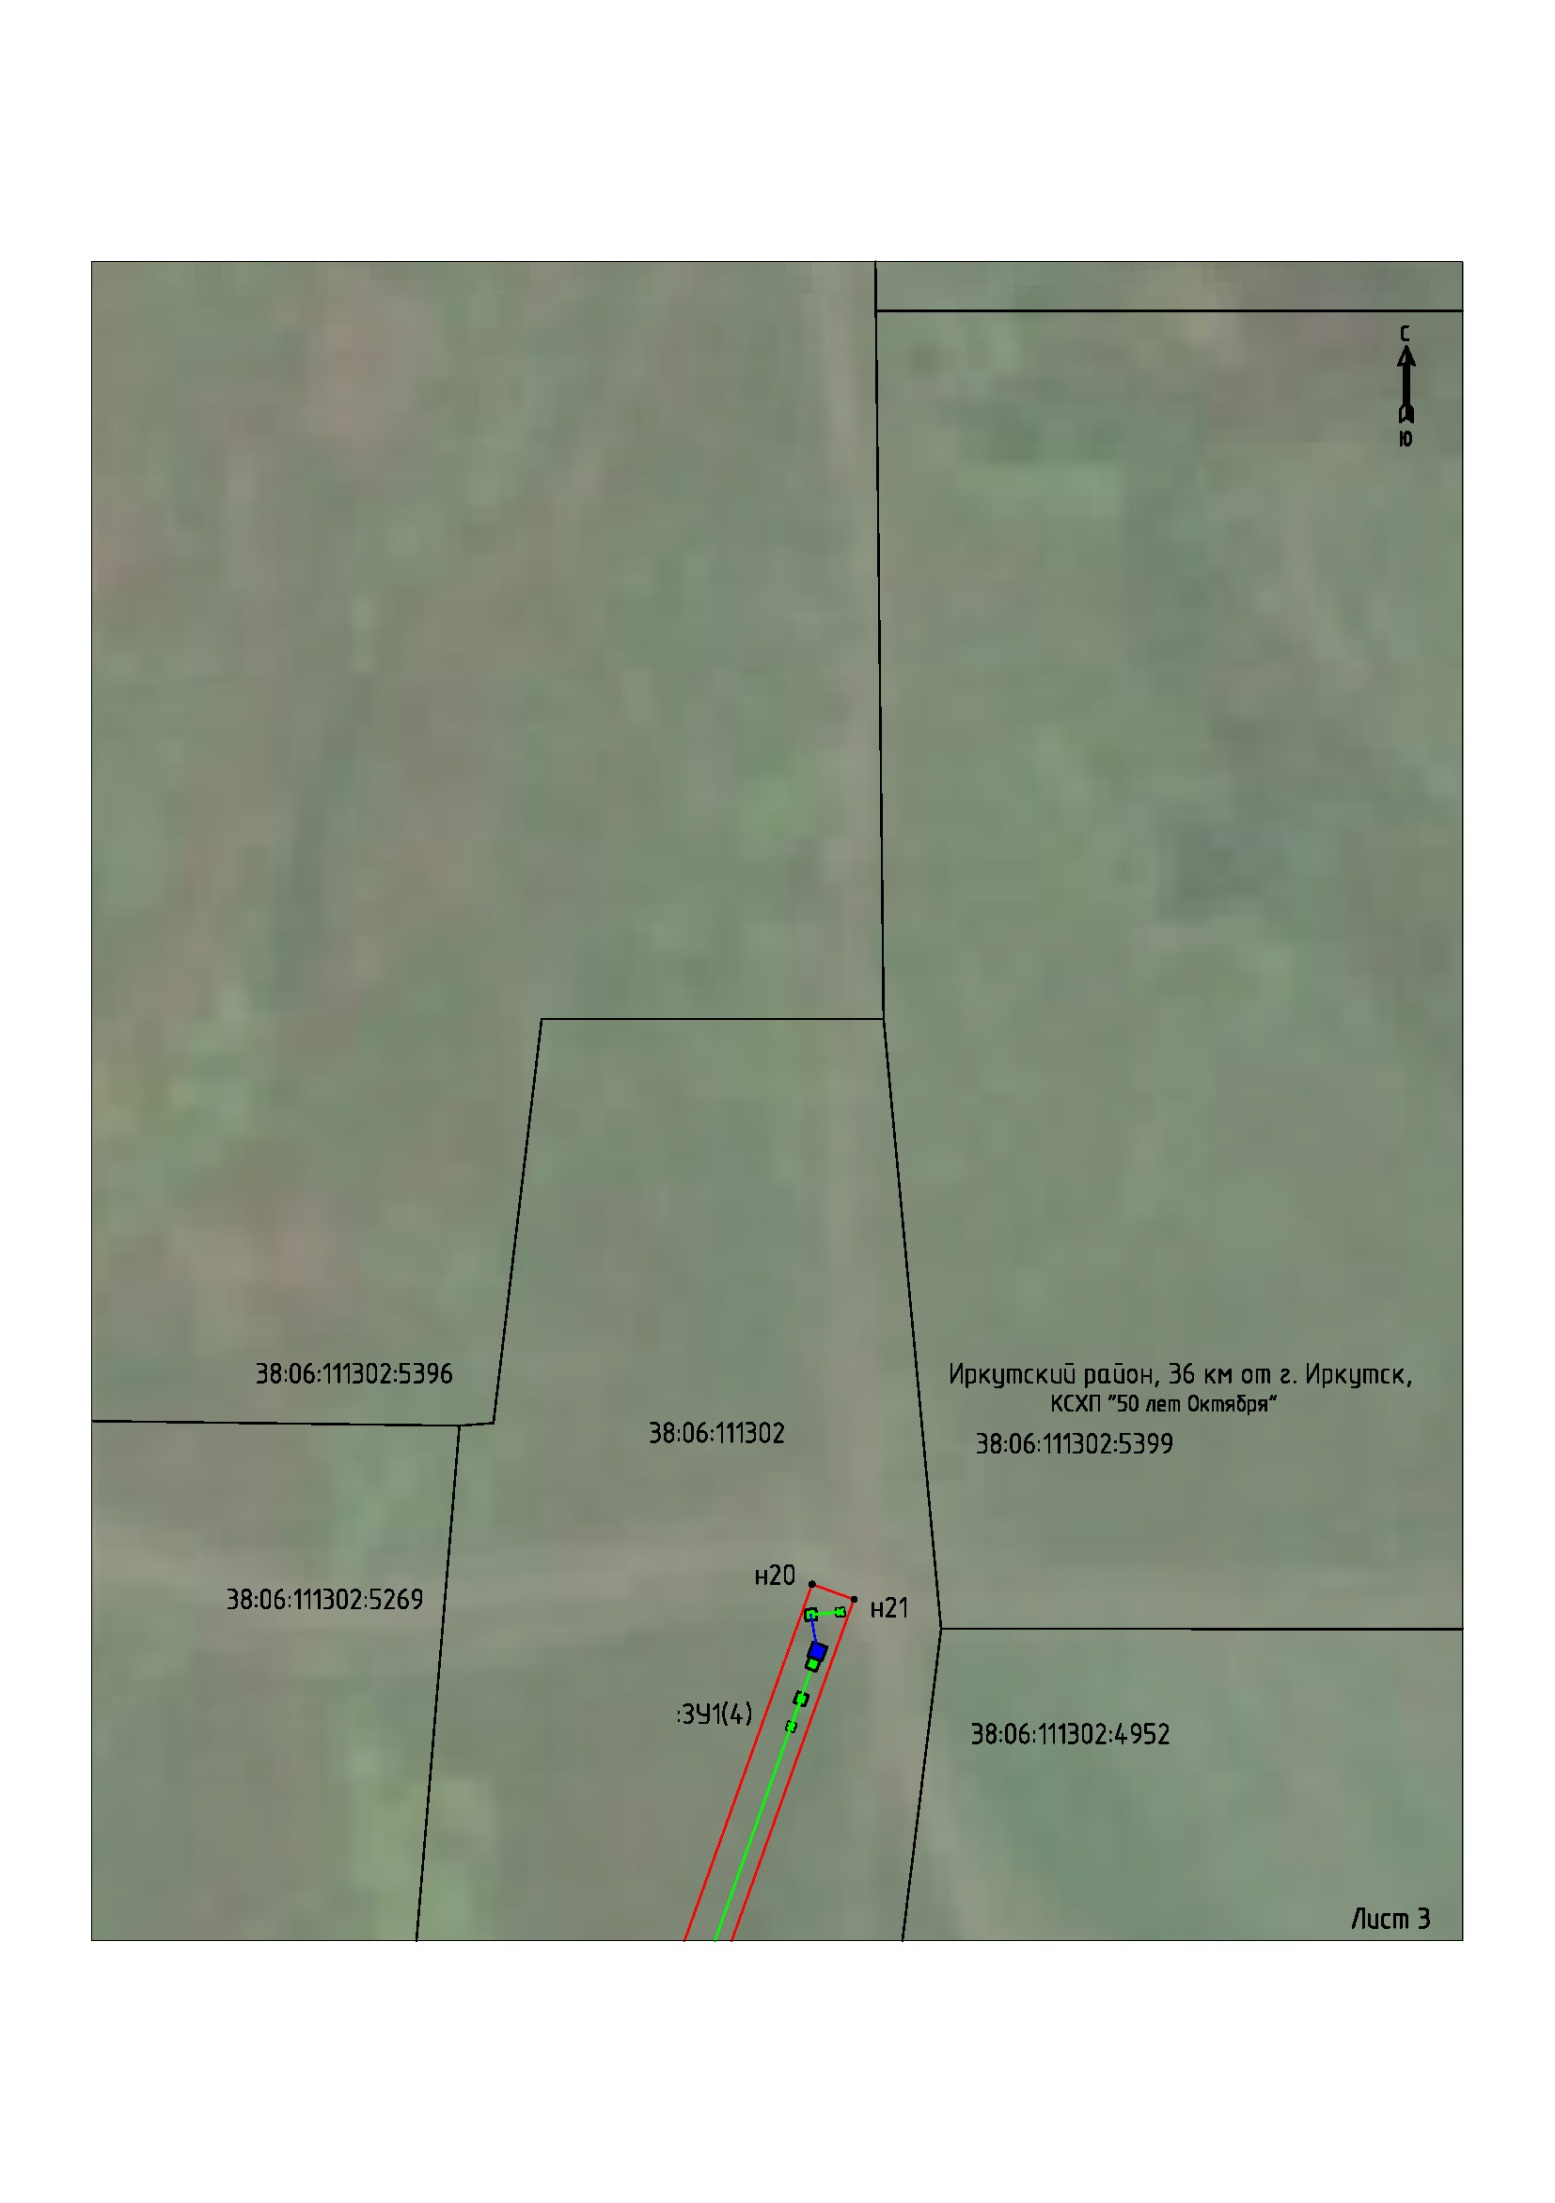 С
Ю
38:06:111302:5396
Иркутский район, 36 км от г. Иркутск,
КСХП "50 лет Октября"
38:06:111302
38:06:111302:5399
н20
38:06:111302:5269
н21
:ЗУ1(4)
38:06:111302:4952
Лист 3